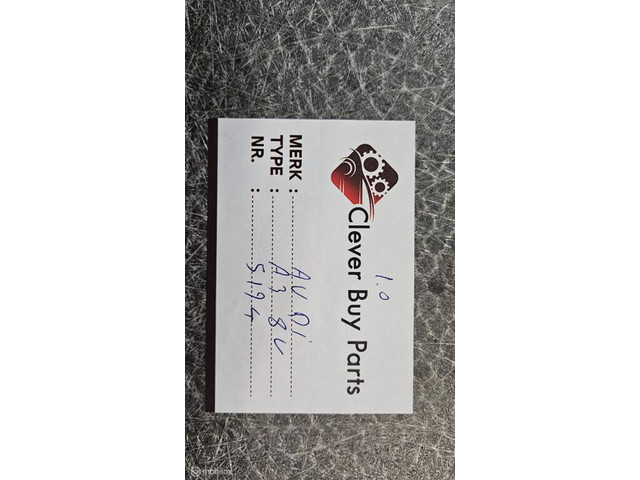 1.0
Clever Buy Parts
MERK : AUDI
TYPE : A3 8V
NR. : 5194